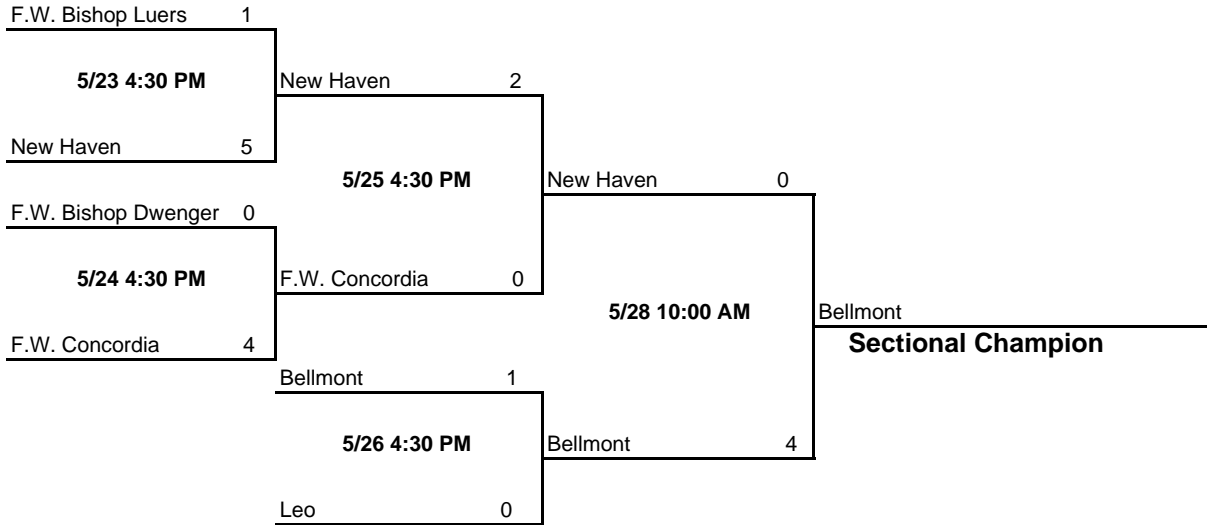 F.W. Bishop Luers 1
5/23 4:30 PM
New Haven 2
New Haven 5
5/25 4:30 PM
New Haven 0
F.W. Bishop Dwenger 0
5/24 4:30 PM
F.W. Concordia 0
5/28 10:00 AM
Bellmont
F.W. Concordia 4
Sectional Champion
Bellmont 1
5/26 4:30 PM
Bellmont 4
Leo 0